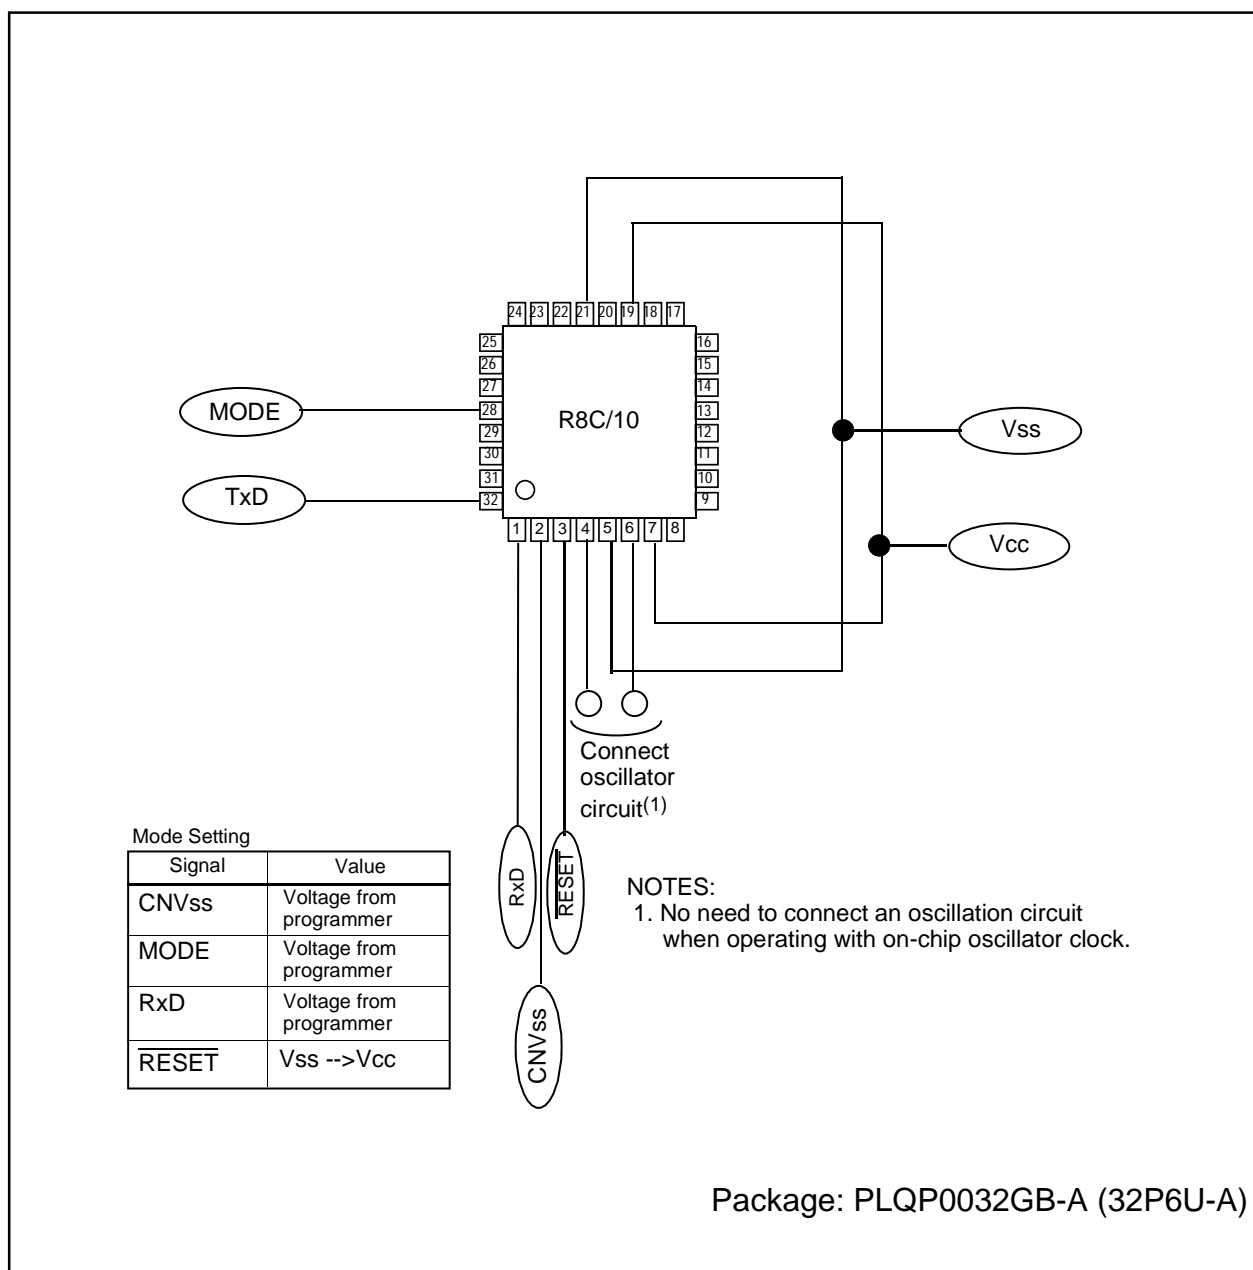 24 23 22 21 20 19 18 17
25
26
27
28
29
30
31
32
16
15
14
13
12
11
10
9
R8C/10
MODE
TxD
Vss
Vcc
1 2 3 4 5 6 7 8
Connect
oscillator
circuit(1)
RxD
RESET
CNVss
Mode Setting
Signal Value
CNVss Voltage from
programmer
MODE Voltage from
programmer
RxD Voltage from
programmer
RESET Vss -->Vcc
NOTES:
1. No need to connect an oscillation circuit
when operating with on-chip oscillator clock.
Package: PLQP0032GB-A (32P6U-A)